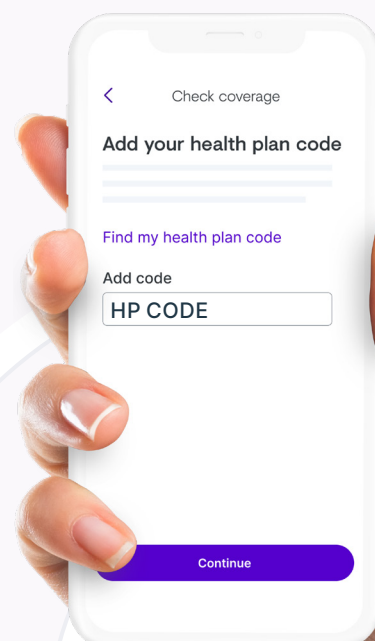 Check coverage
Add your health plan code
Find my health plan code
Add code
HP CODE
Continue